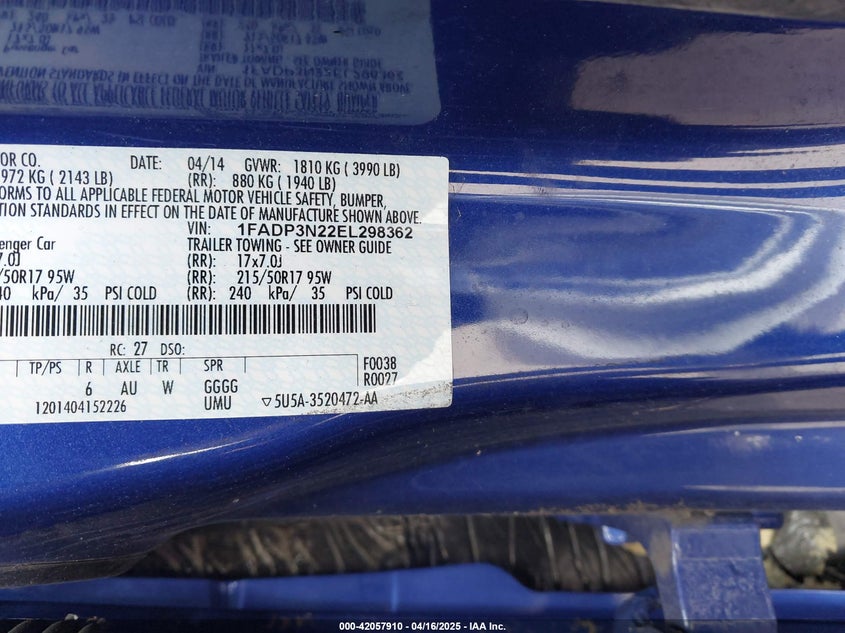 OR CO. DATE: 04/14 GVWR: 1810 KG ( 3990 LB)
972 KG ( 2143 LB) (RR): 880 KG ( 1940 LB)
ORMS TO ALL APPLICABLE FEDERAL MOTOR VEHICLE SAFETY, BUMPER,
TION STANDARDS IN EFFECT ON THE DATE OF MANUFACTURE SHOWN ABOVE.
VIN: 1FADP3N22EL298362
enger Car TRAILER TOWING - SEE OWNER GUIDE
7.0J (RR): 17x7.0J
/50R17 95W (RR): 215/50R17 95W
40 kPa/ 35 PSI COLD (RR): 240 kPa/ 35 PSI COLD
RC: 27 DSO:
TP/PS R AXLE TR SPR F0038
R0027
6 AU W GGGG
1201404152226 UMU ▽5U5A-3520472-AA
000-42057910 - 04/16/2025 - IAA Inc.